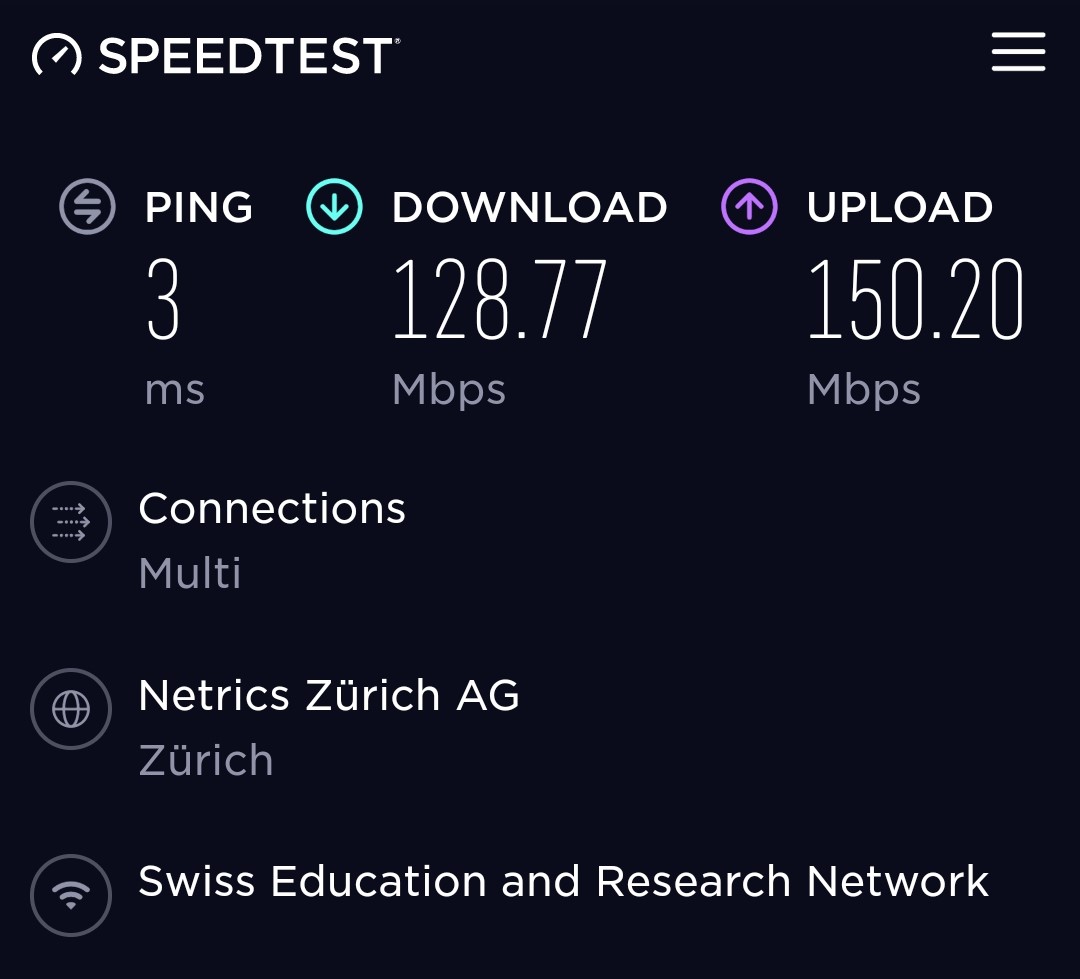 SPEEDTEST®
PING DOWNLOAD UPLOAD
3 128.77 150.20
ms Mbps Mbps
Connections
Multi
Netrics Zürich AG
Zürich
Swiss Education and Research Network